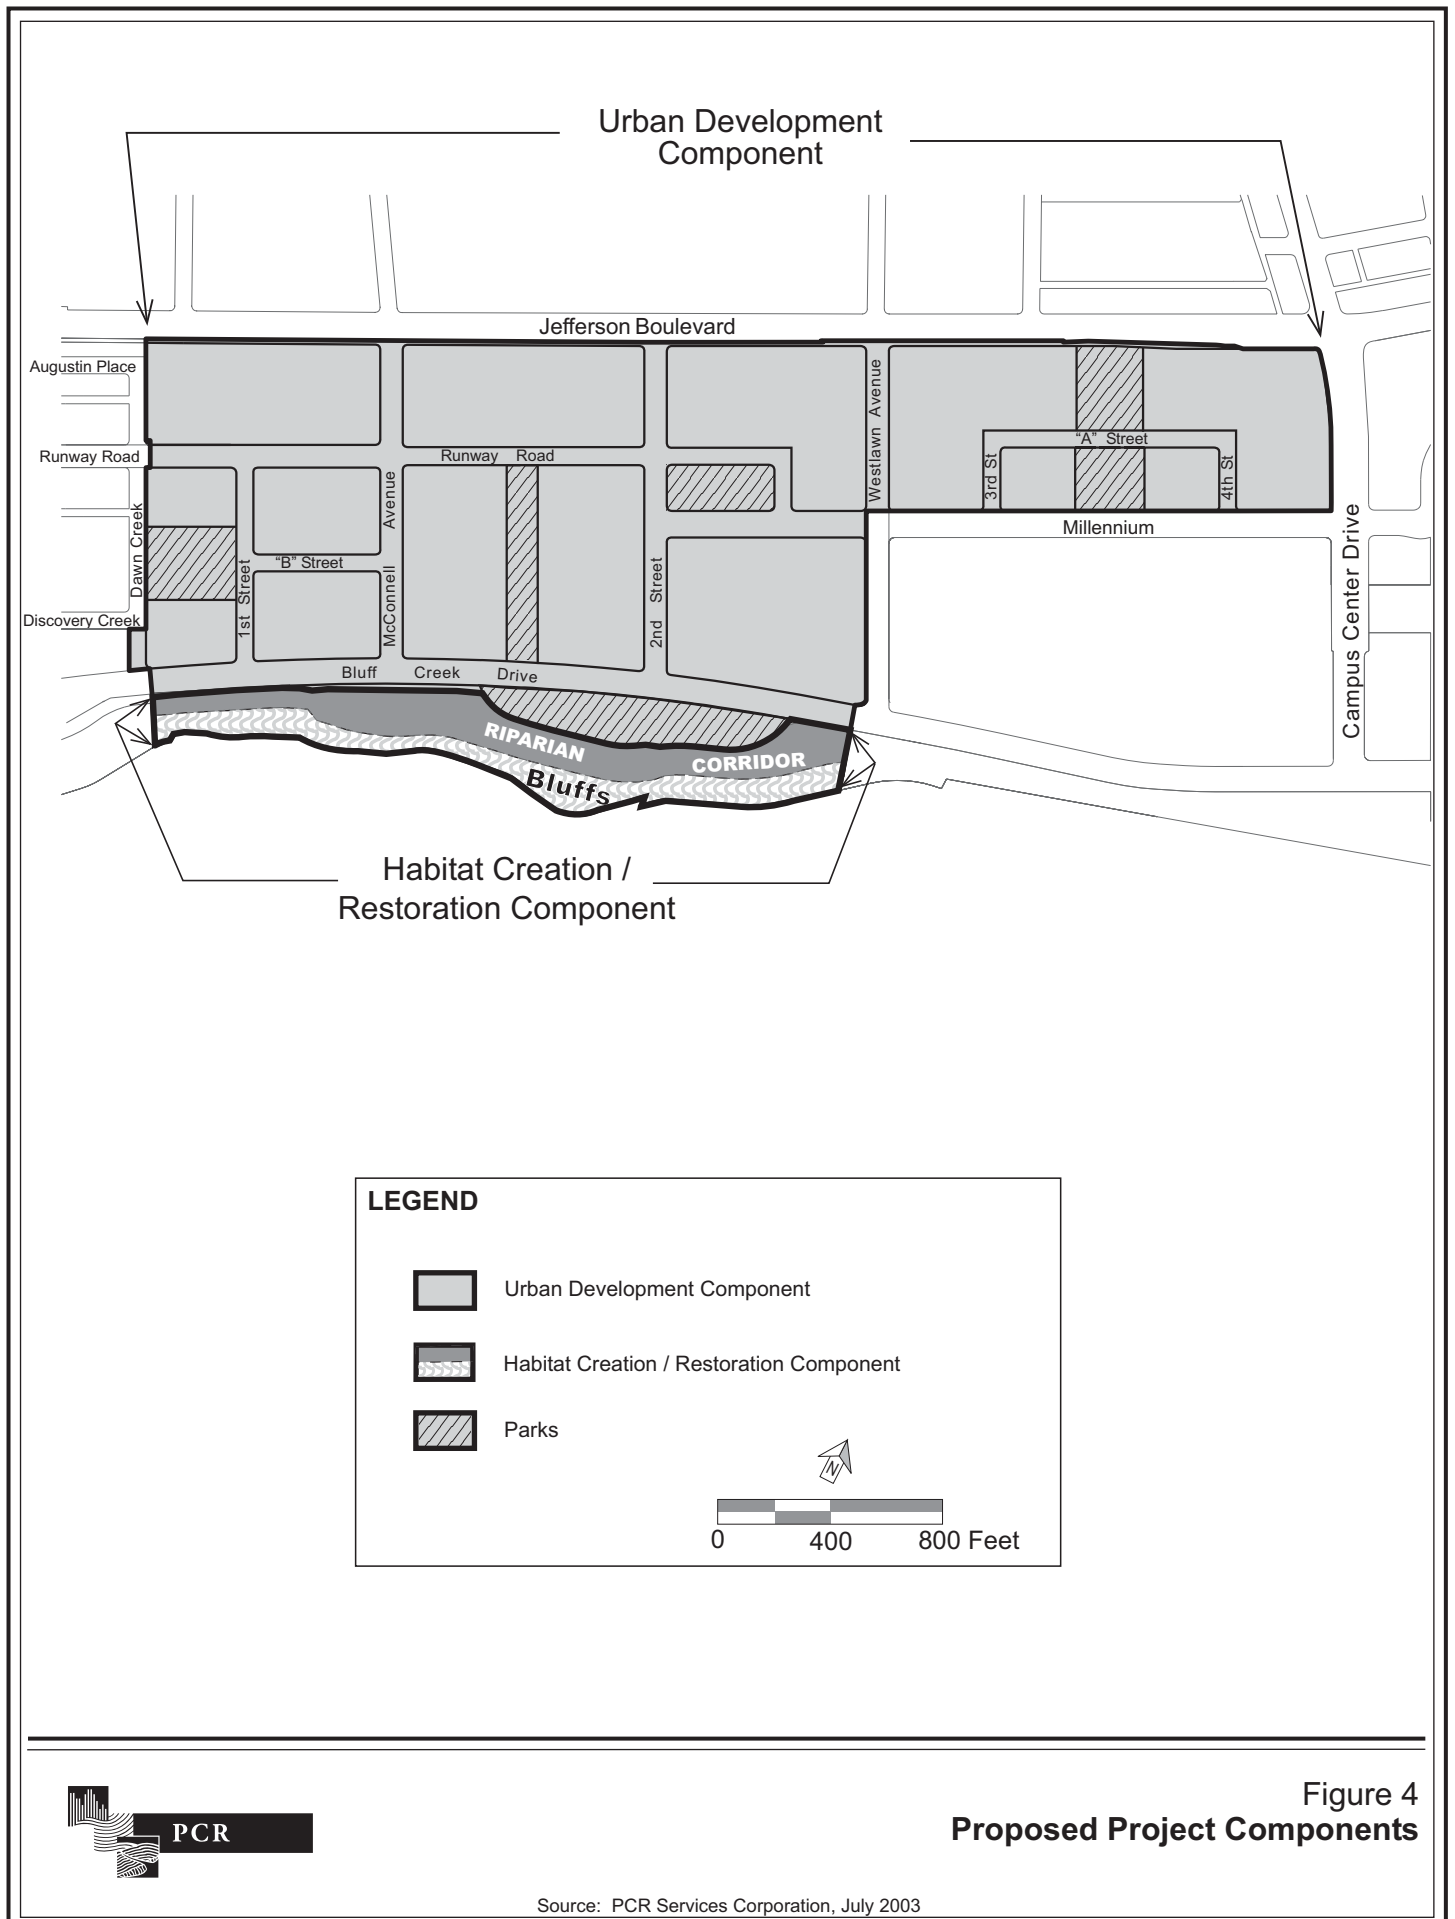 Urban Development
Component
Jefferson Boulevard
Augustin Place
Runway Road
Runway Road
Westlawn Avenue
"A" Street
3rd St
4th St
Millennium
Dawn Creek
1st Street
"B" Street
McConnell Avenue
2nd Street
Campus Center Drive
Discovery Creek
Bluff Creek Drive
RIPARIAN CORRIDOR
Bluffs
Habitat Creation /
Restoration Component
LEGEND
Urban Development Component
Habitat Creation / Restoration Component
Parks
N
0 400 800 Feet
PCR
Figure 4
Proposed Project Components
Source: PCR Services Corporation, July 2003